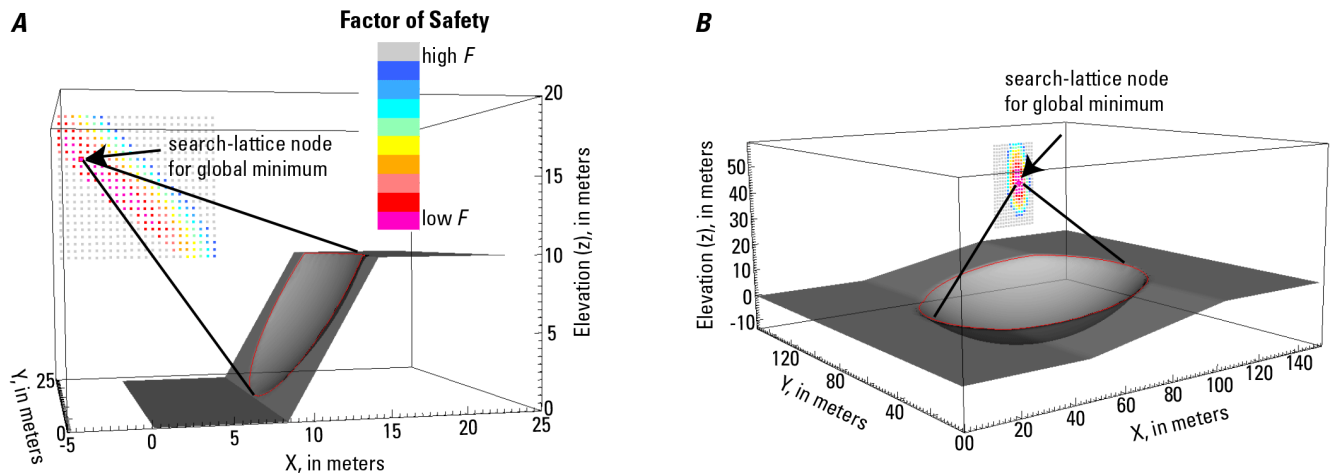 A
Factor of Safety
high F
low F
search-lattice node
for global minimum
20
15
10
5
0
Elevation (z), in meters
25
0
Y, in meters
-5
0
5
10
15
20
25
X, in meters
B
search-lattice node
for global minimum
50
40
30
20
10
0
-10
Elevation (z), in meters
120
80
40
0
Y, in meters
0
20
40
60
80
100
120
140
X, in meters